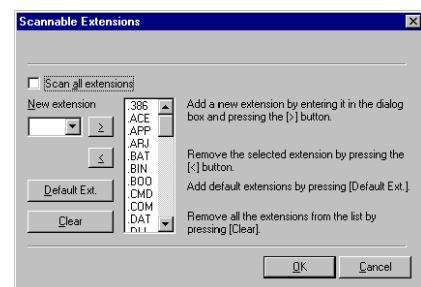 Scannable Extensions
Scan all extensions
New extension
.386
.ACE
.APP
.ARJ
.BAT
.BIN
.BOO
.CMD
.COM
.DAT
.DLL
Add a new extension by entering it in the dialog
box and pressing the [>] button.
>
<
Remove the selected extension by pressing the
[<] button.
Default Ext.
Add default extensions by pressing [Default Ext.].
Clear
Remove all the extensions from the list by
pressing [Clear].
OK
Cancel